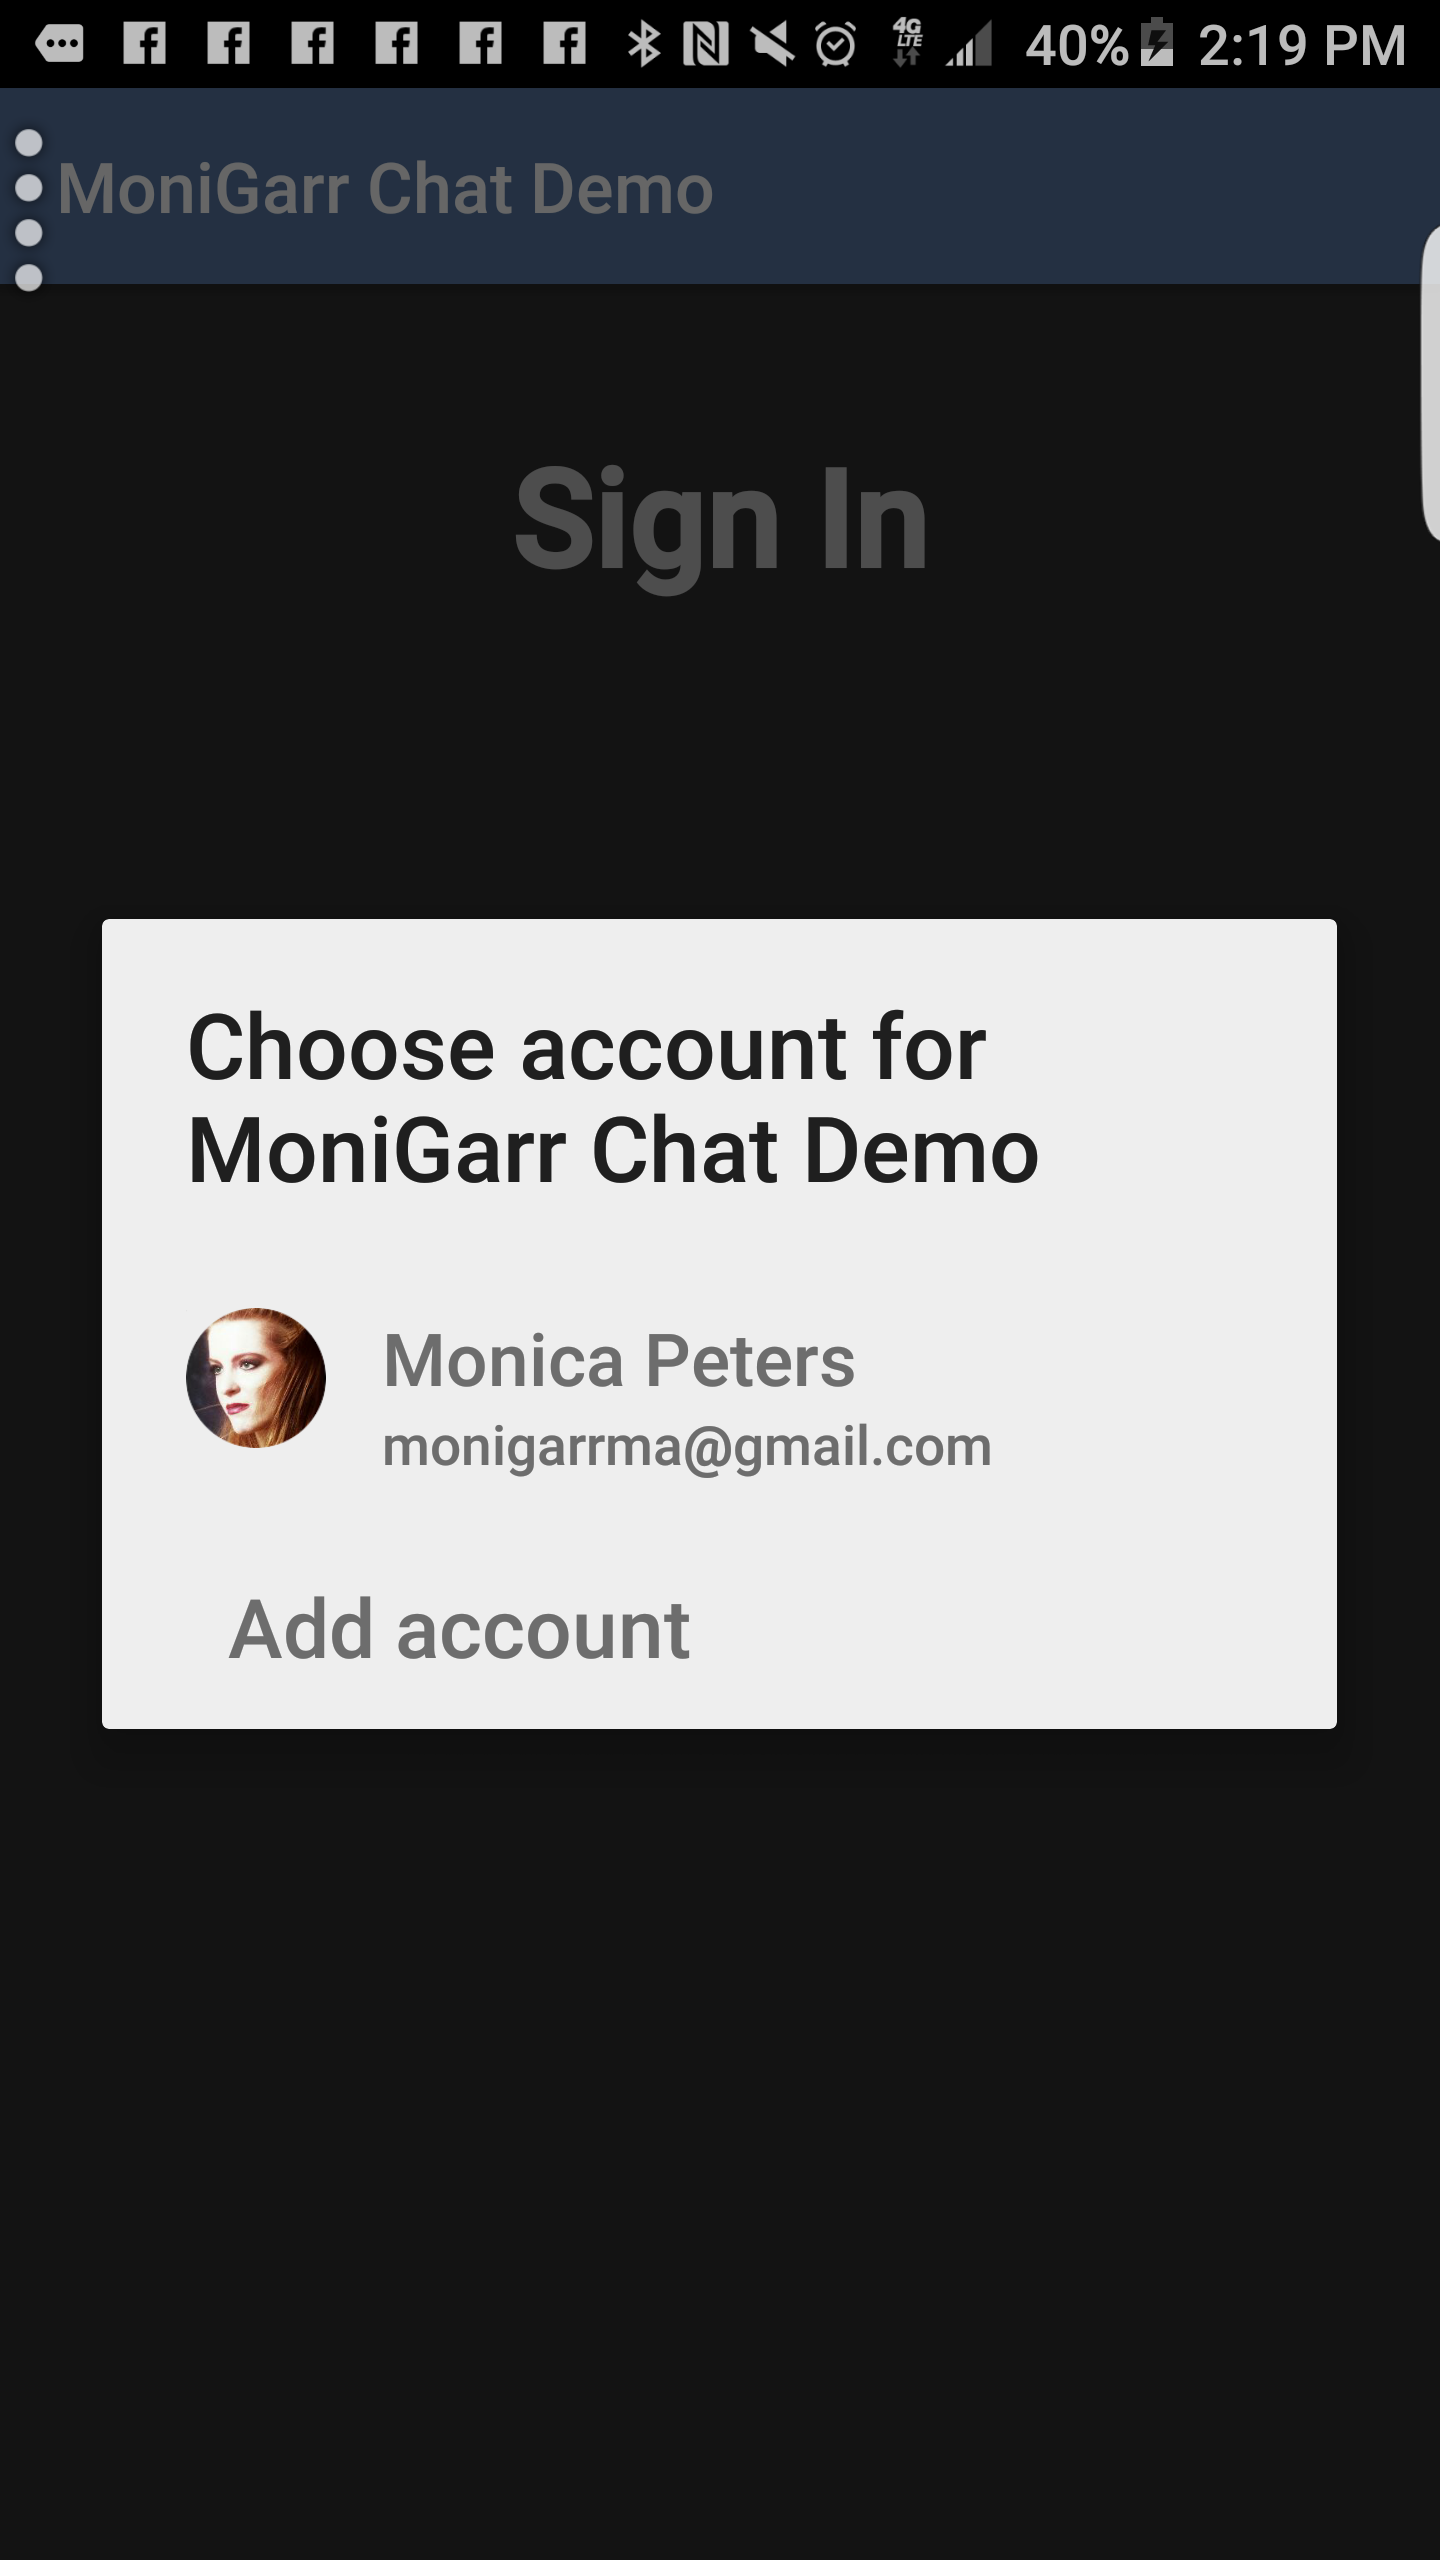 4G LTE 40% 2:19 PM
MoniGarr Chat Demo
Sign In
Choose account for
MoniGarr Chat Demo
Monica Peters
monigarrma@gmail.com
Add account